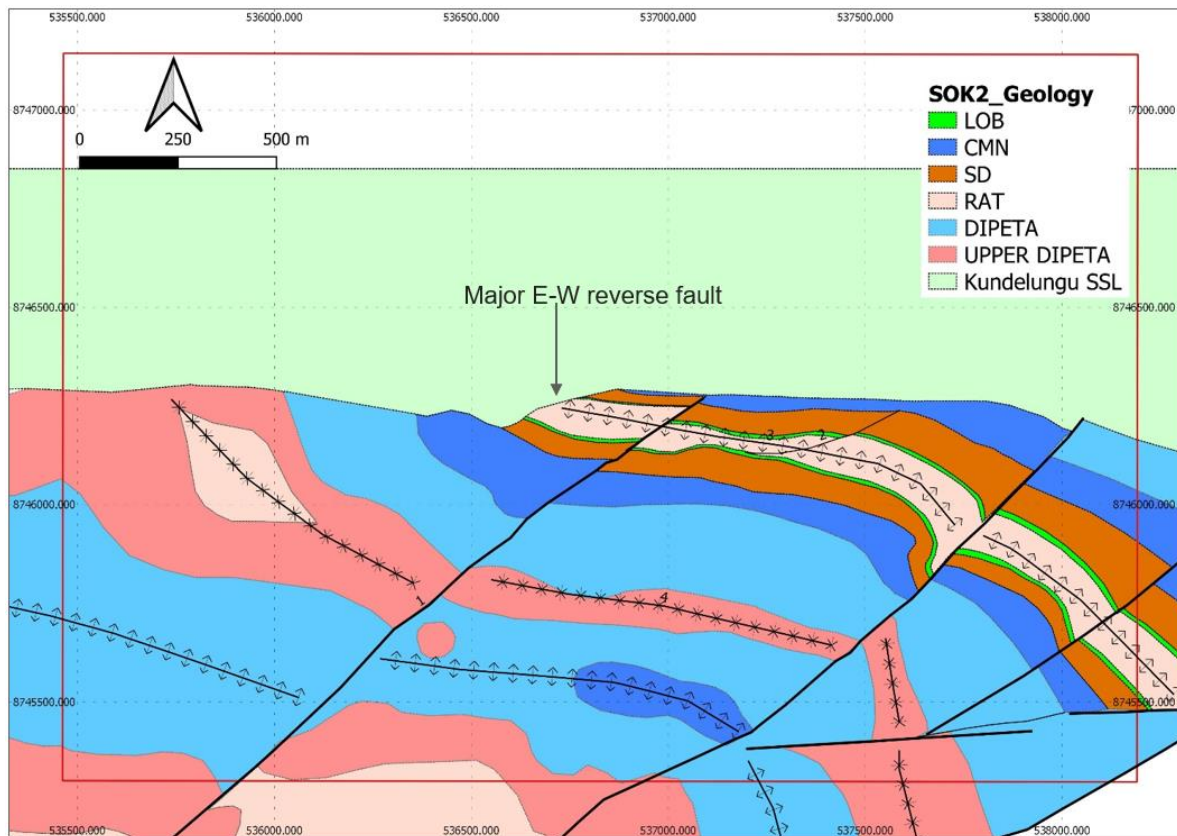 535500.000 536000.000 536500.000 537000.000 537500.000 538000.000
8747000.000
7000.000
SOK2_Geology
LOB
CMN
SD
RAT
DIPETA
UPPER DIPETA
Kundelungu SSL
0 250 500 m
Major E-W reverse fault
8746500.000 8746500.000
3 2
8746000.000 8746000.000
1 4
8745500.000 8745500.000
535500.000 536000.000 536500.000 537000.000 537500.000 538000.000